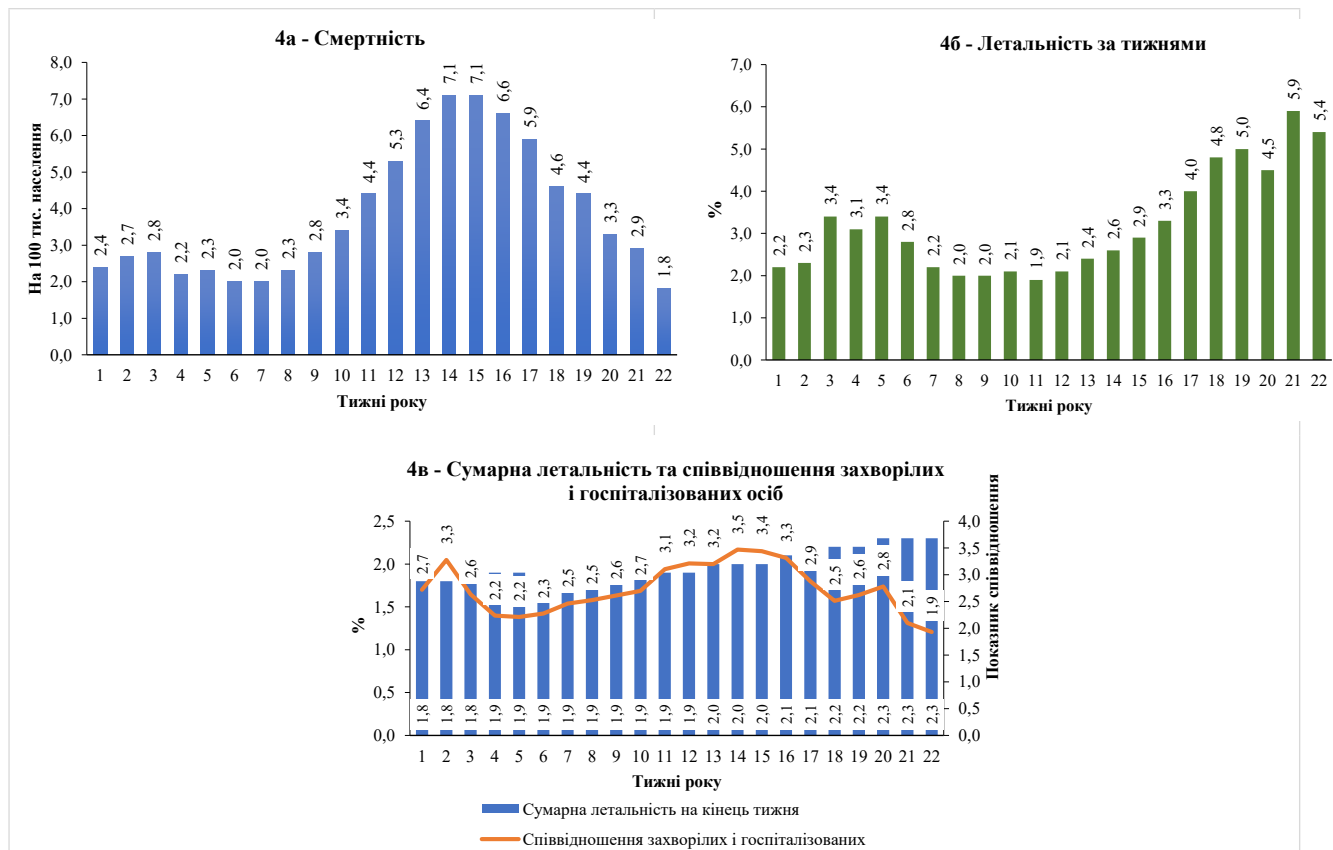 4а - Смертність
На 100 тис. населення
8,0
7,0
6,0
5,0
4,0
3,0
2,0
1,0
0,0
2,4 2,7 2,8 2,2 2,3 2,0 2,0 2,3 2,8 3,4 4,4 5,3 6,4 7,1 7,1 6,6 5,9 4,6 4,4 3,3 2,9 1,8
1 2 3 4 5 6 7 8 9 10 11 12 13 14 15 16 17 18 19 20 21 22
Тижні року
4б - Летальність за тижнями
%
7,0
6,0
5,0
4,0
3,0
2,0
1,0
0,0
2,2 2,3 3,4 3,1 3,4 2,8 2,2 2,0 2,0 2,1 1,9 2,1 2,4 2,6 2,9 3,3 4,0 4,8 5,0 4,5 5,9 5,4
1 2 3 4 5 6 7 8 9 10 11 12 13 14 15 16 17 18 19 20 21 22
Тижні року
4в - Сумарна летальність та співвідношення захворілих
і госпіталізованих осіб
%
2,5
2,0
1,5
1,0
0,5
0,0
2,7 3,3 2,6 2,2 2,2 2,3 2,5 2,5 2,6 2,7 3,1 3,2 3,2 3,5 3,4 3,3 2,9 2,5 2,6 2,8 2,1 1,9
1,8 1,8 1,8 1,9 1,9 1,9 1,9 1,9 1,9 1,9 1,9 1,9 2,0 2,0 2,0 2,1 2,1 2,2 2,2 2,3 2,3 2,3
4,0
3,5
3,0
2,5
2,0
1,5
1,0
0,5
0,0
Показник співвідношення
1 2 3 4 5 6 7 8 9 10 11 12 13 14 15 16 17 18 19 20 21 22
Тижні року
Сумарна летальність на кінець тижня
Співвідношення захворілих і госпіталізованих